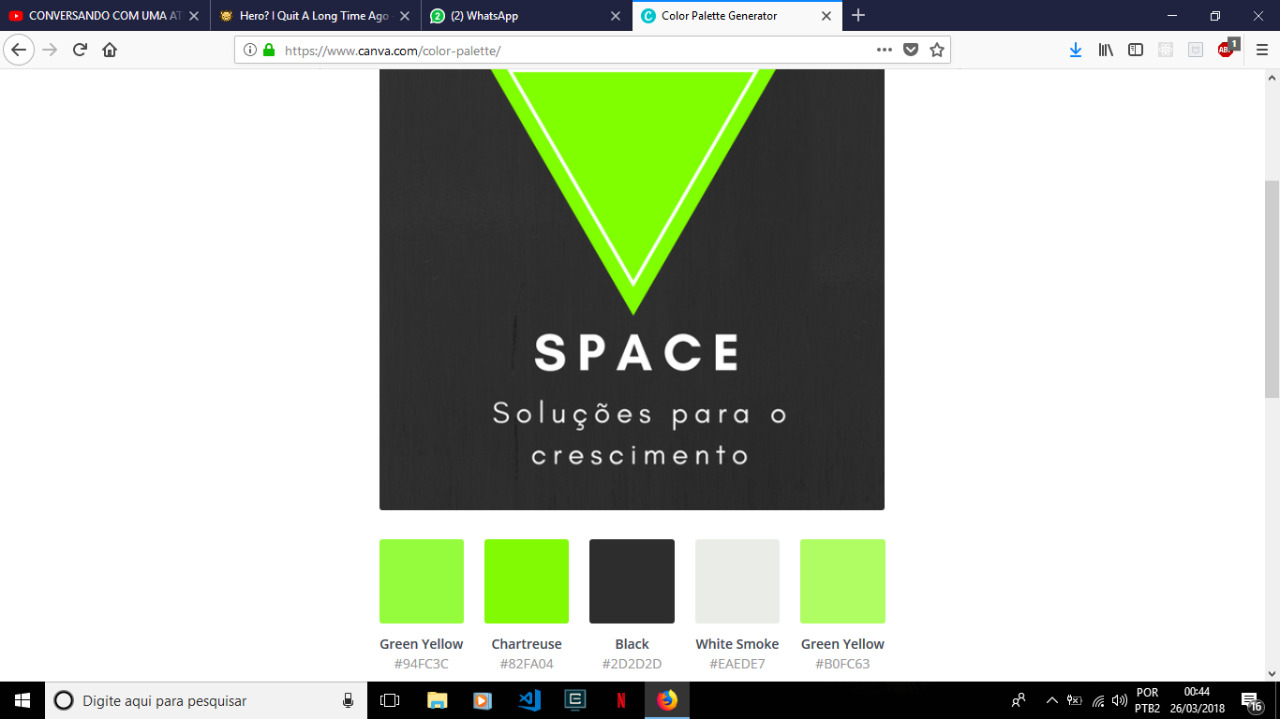 CONVERSANDO COM UMA AT
Hero? I Quit A Long Time Ago
(2) WhatsApp
Color Palette Generator
https://www.canva.com/color-palette/
1
SPACE
Soluções para o
crescimento
Green Yellow
Chartreuse
Black
White Smoke
Green Yellow
#94FC3C
#82FA04
#2D2D2D
#EAEDE7
#B0FC63
Digite aqui para pesquisar
POR
PTB2
00:44
26/03/2018
16